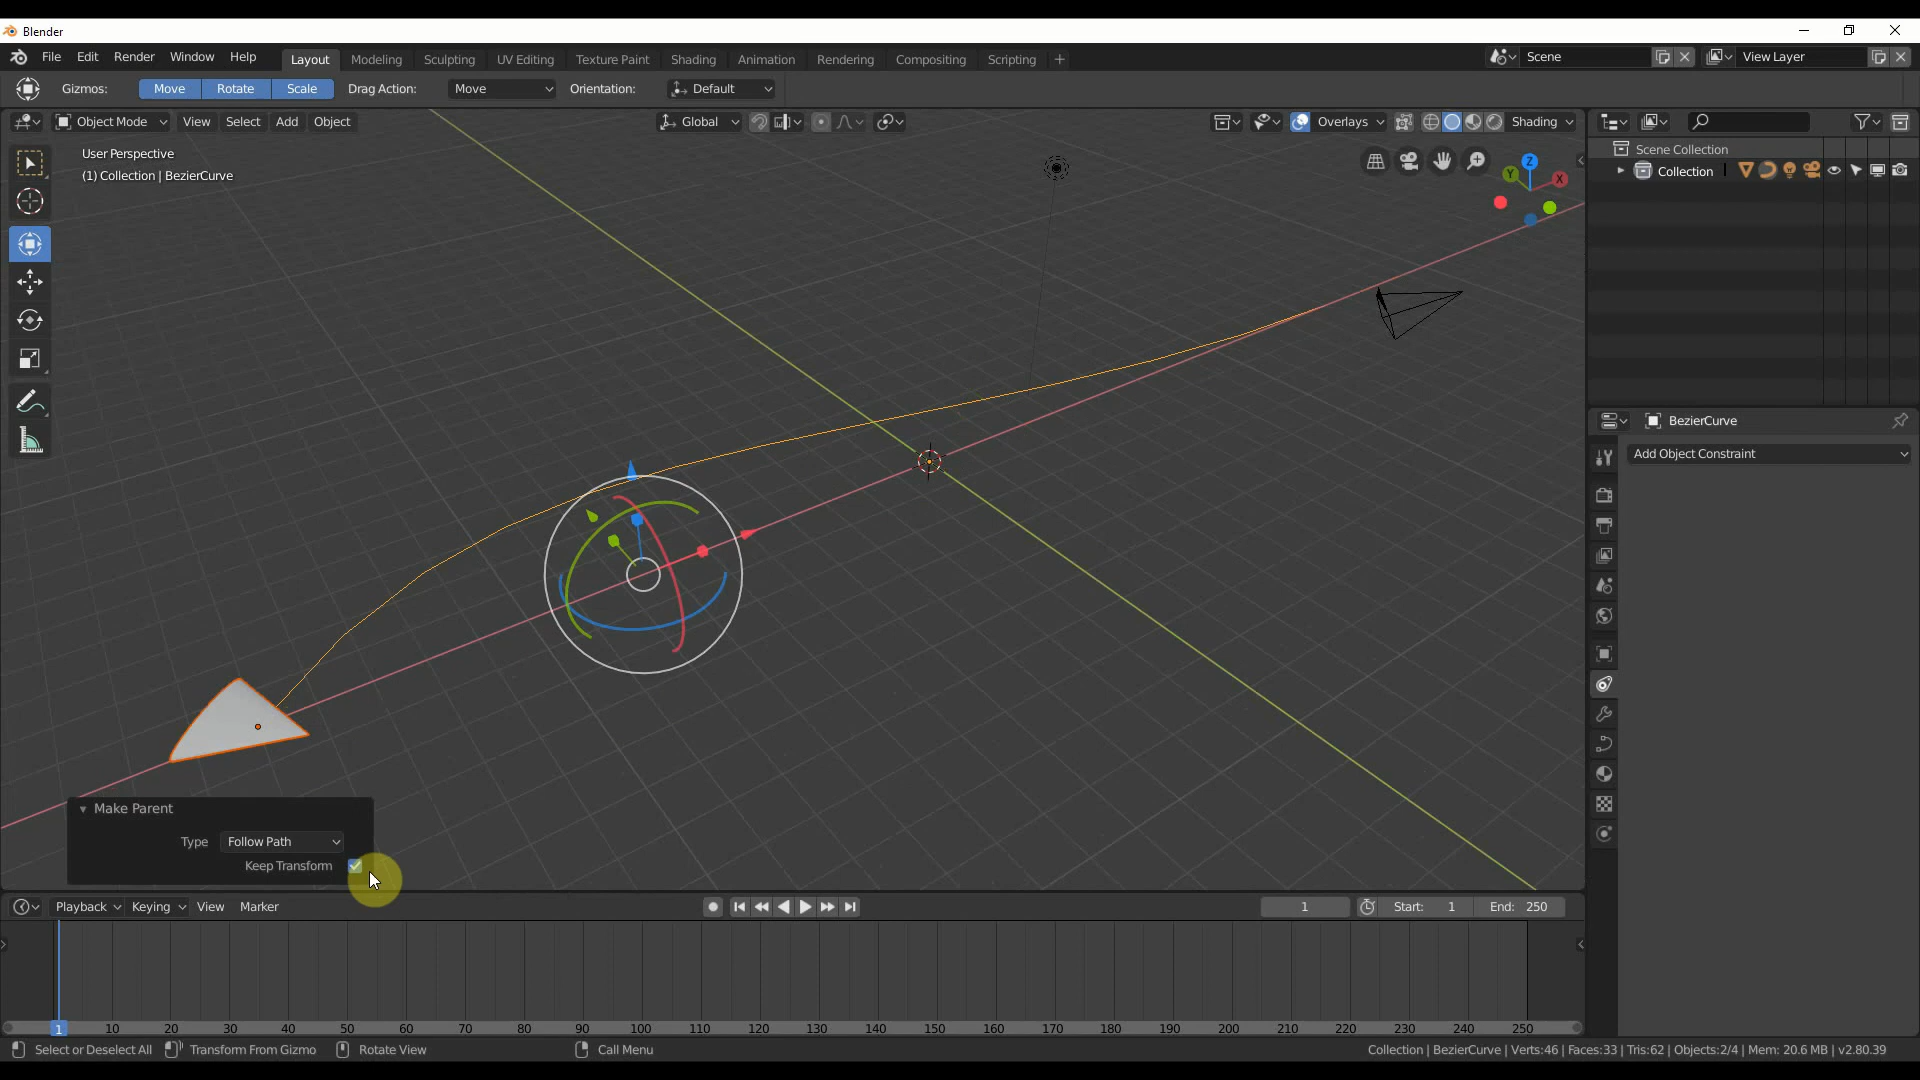 Blender
File Edit Render Window Help Layout Modeling Sculpting UV Editing Texture Paint Shading Animation Rendering Compositing Scripting + Scene View Layer
Gizmos: Move Rotate Scale Drag Action: Move Orientation: Default
Object Mode View Select Add Object Global Overlays Shading
User Perspective
(1) Collection | BezierCurve
Z
Y
X
Scene Collection
Collection
BezierCurve
Add Object Constraint
Make Parent
Type Follow Path
Keep Transform
Playback Keying View Marker 1 Start: 1 End: 250
1 10 20 30 40 50 60 70 80 90 100 110 120 130 140 150 160 170 180 190 200 210 220 230 240 250
Select or Deselect All Transform From Gizmo Rotate View Call Menu Collection | BezierCurve | Verts:46 | Faces:33 | Tris:62 | Objects:2/4 | Mem: 20.6 MB | v2.80.39